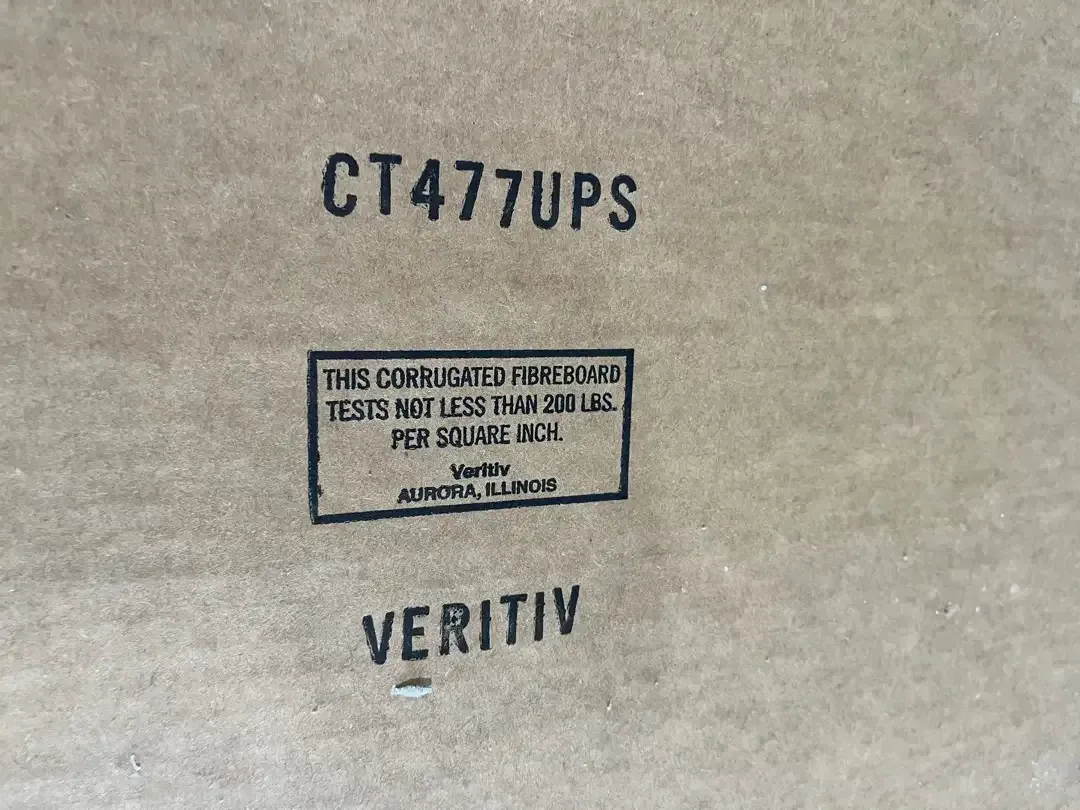 CT477UPS
THIS CORRUGATED FIBREBOARD
TESTS NOT LESS THAN 200 LBS.
PER SQUARE INCH.
Veritiv
AURORA, ILLINOIS
VERITIV